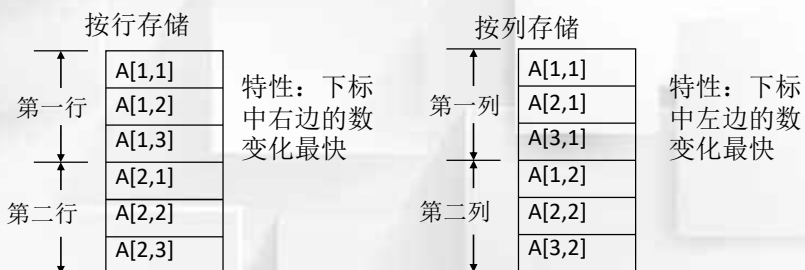 按行存储
第一行
第二行
A[1,1]
A[1,2]
A[1,3]
A[2,1]
A[2,2]
A[2,3]
特性：下标
中右边的数
变化最快
按列存储
第一列
第二列
A[1,1]
A[2,1]
A[3,1]
A[1,2]
A[2,2]
A[3,2]
特性：下标
中左边的数
变化最快